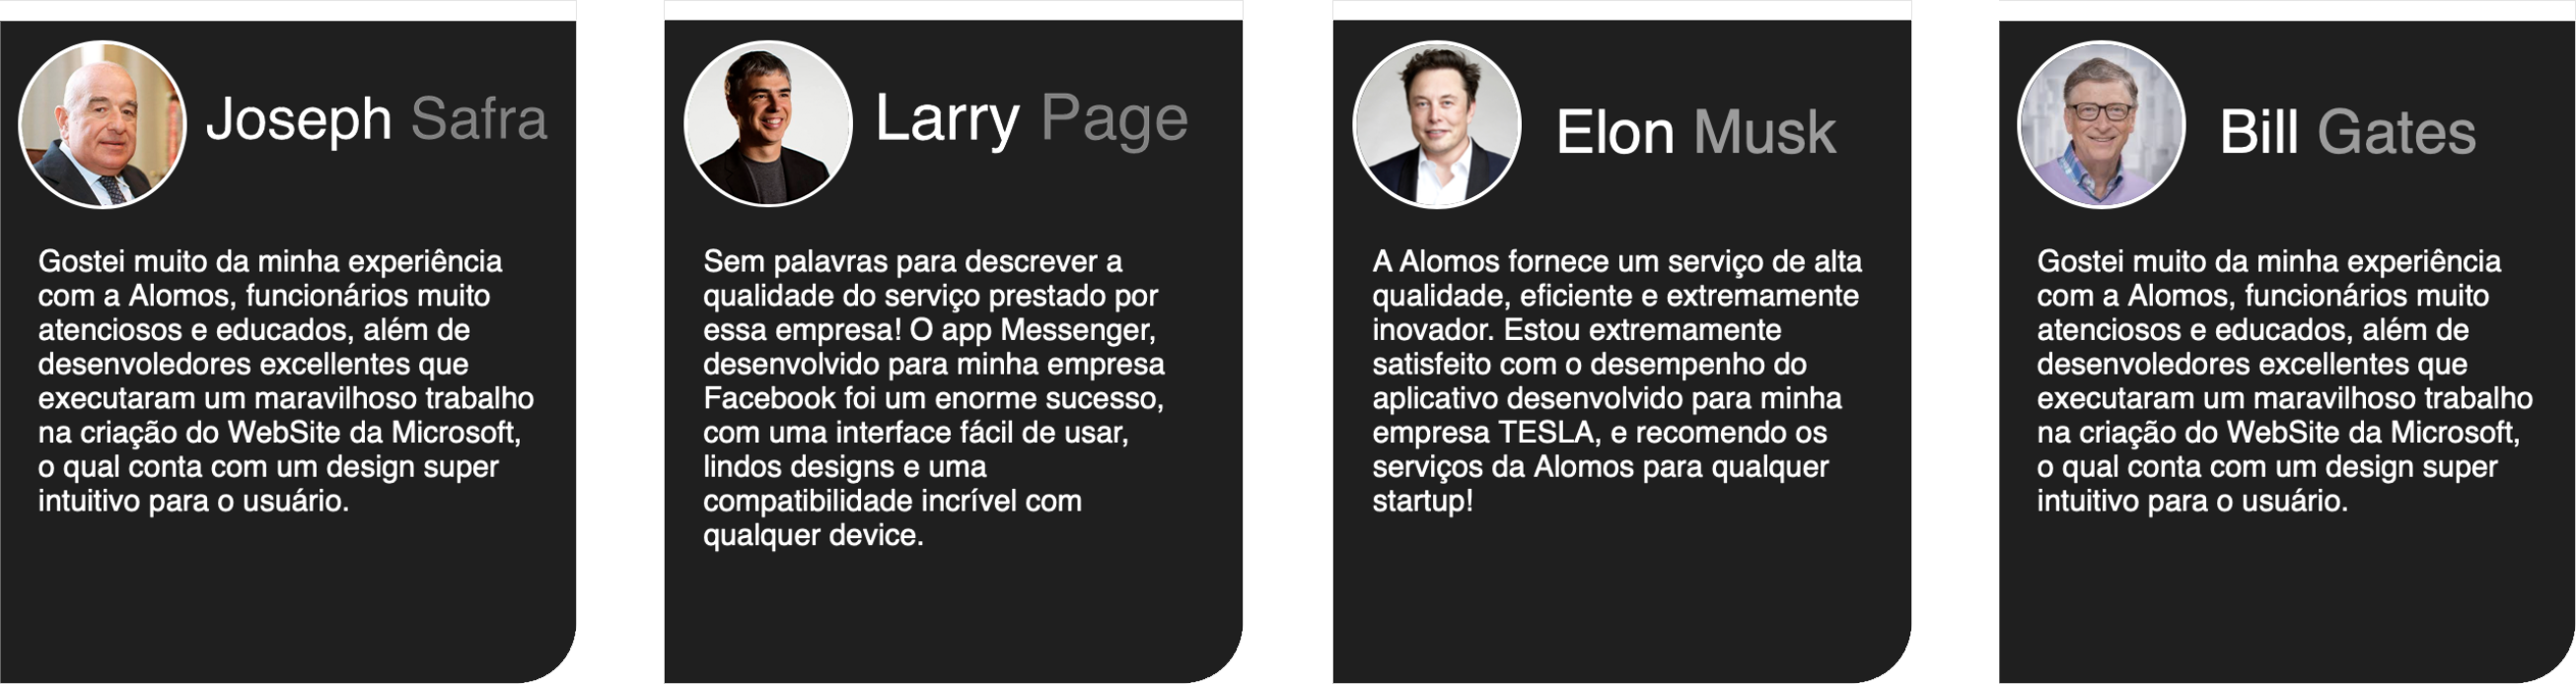 Joseph Safra
Gostei muito da minha experiência
com a Alomos, funcionários muito
atenciosos e educados, além de
desenvoledores excellentes que
executaram um maravilhoso trabalho
na criação do WebSite da Microsoft,
o qual conta com um design super
intuitivo para o usuário.
Larry Page
Sem palavras para descrever a
qualidade do serviço prestado por
essa empresa! O app Messenger,
desenvolvido para minha empresa
Facebook foi um enorme sucesso,
com uma interface fácil de usar,
lindos designs e uma
compatibilidade incrível com
qualquer device.
Elon Musk
A Alomos fornece um serviço de alta
qualidade, eficiente e extremamente
inovador. Estou extremamente
satisfeito com o desempenho do
aplicativo desenvolvido para minha
empresa TESLA, e recomendo os
serviços da Alomos para qualquer
startup!
Bill Gates
Gostei muito da minha experiência
com a Alomos, funcionários muito
atenciosos e educados, além de
desenvoledores excellentes que
executaram um maravilhoso trabalho
na criação do WebSite da Microsoft,
o qual conta com um design super
intuitivo para o usuário.